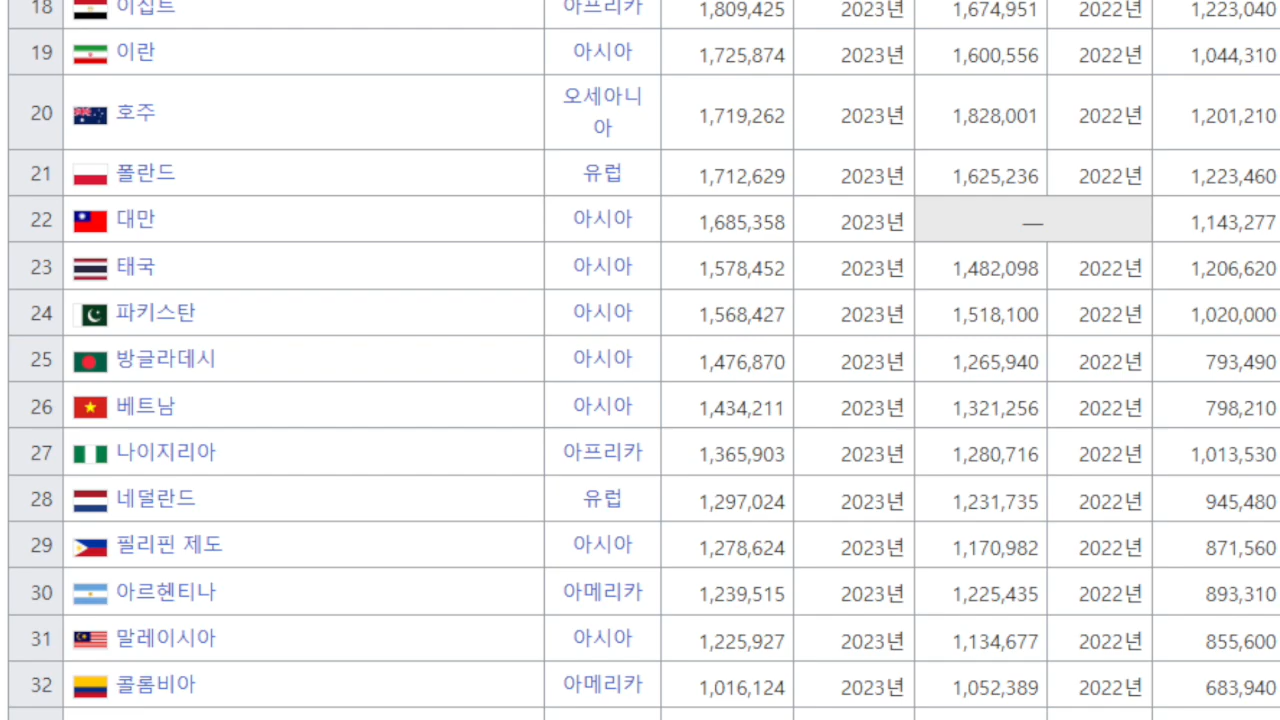 18 이집트 아프리카 1,809,425 2023년 1,674,951 2022년 1,223,040
19 이란 아시아 1,725,874 2023년 1,600,556 2022년 1,044,310
20 호주 오세아니아 1,719,262 2023년 1,828,001 2022년 1,201,210
21 폴란드 유럽 1,712,629 2023년 1,625,236 2022년 1,223,460
22 대만 아시아 1,685,358 2023년 — 1,143,277
23 태국 아시아 1,578,452 2023년 1,482,098 2022년 1,206,620
24 파키스탄 아시아 1,568,427 2023년 1,518,100 2022년 1,020,000
25 방글라데시 아시아 1,476,870 2023년 1,265,940 2022년 793,490
26 베트남 아시아 1,434,211 2023년 1,321,256 2022년 798,210
27 나이지리아 아프리카 1,365,903 2023년 1,280,716 2022년 1,013,530
28 네덜란드 유럽 1,297,024 2023년 1,231,735 2022년 945,480
29 필리핀 제도 아시아 1,278,624 2023년 1,170,982 2022년 871,560
30 아르헨티나 아메리카 1,239,515 2023년 1,225,435 2022년 893,310
31 말레이시아 아시아 1,225,927 2023년 1,134,677 2022년 855,600
32 콜롬비아 아메리카 1,016,124 2023년 1,052,389 2022년 683,940